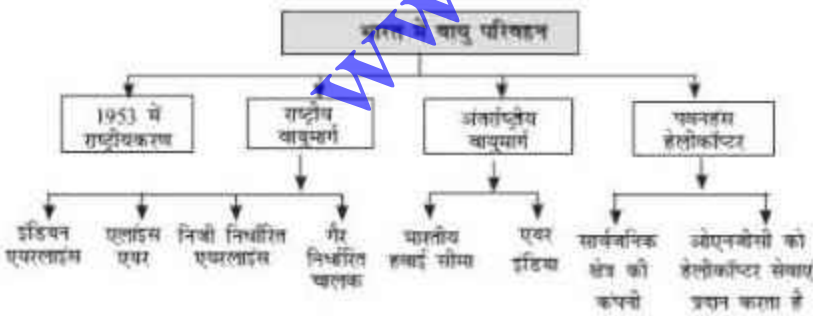 भारत में वायु परिवहन
1953 में
राष्ट्रीयकरण
राष्ट्रीय
वायुमार्ग
अंतर्राष्ट्रीय
वायुमार्ग
पवनहंस
हेलीकॉप्टर
इंडियन
एयरलाइंस
एलाइंस
एयर
निजी निर्धारित
एयरलाइंस
गैर
निर्धारित
चालक
भारतीय
हवाई सीमा
एयर
इंडिया
सार्वजनिक
क्षेत्र की
कंपनी
ओएनजीसी को
हेलीकॉप्टर सेवाएं
प्रदान करता है
www